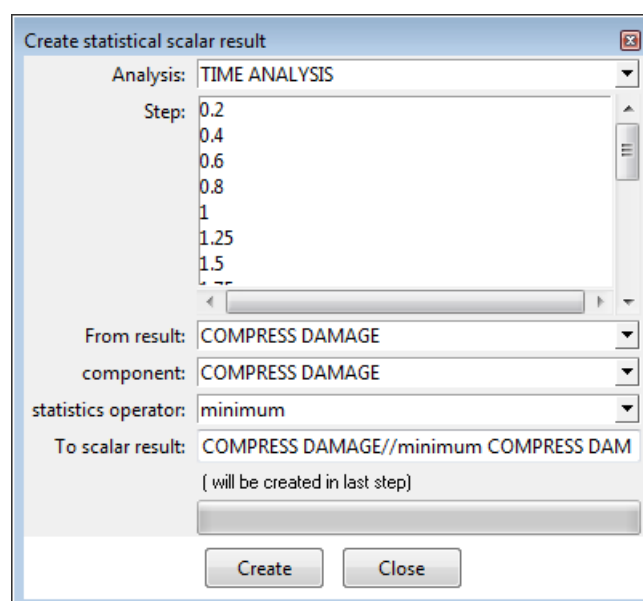 Create statistical scalar result
Analysis: TIME ANALYSIS
Step: 0.2
0.4
0.6
0.8
1
1.25
1.5
1.75
From result: COMPRESS DAMAGE
component: COMPRESS DAMAGE
statistics operator: minimum
To scalar result: COMPRESS DAMAGE//minimum COMPRESS DAM
( will be created in last step)
Create Close